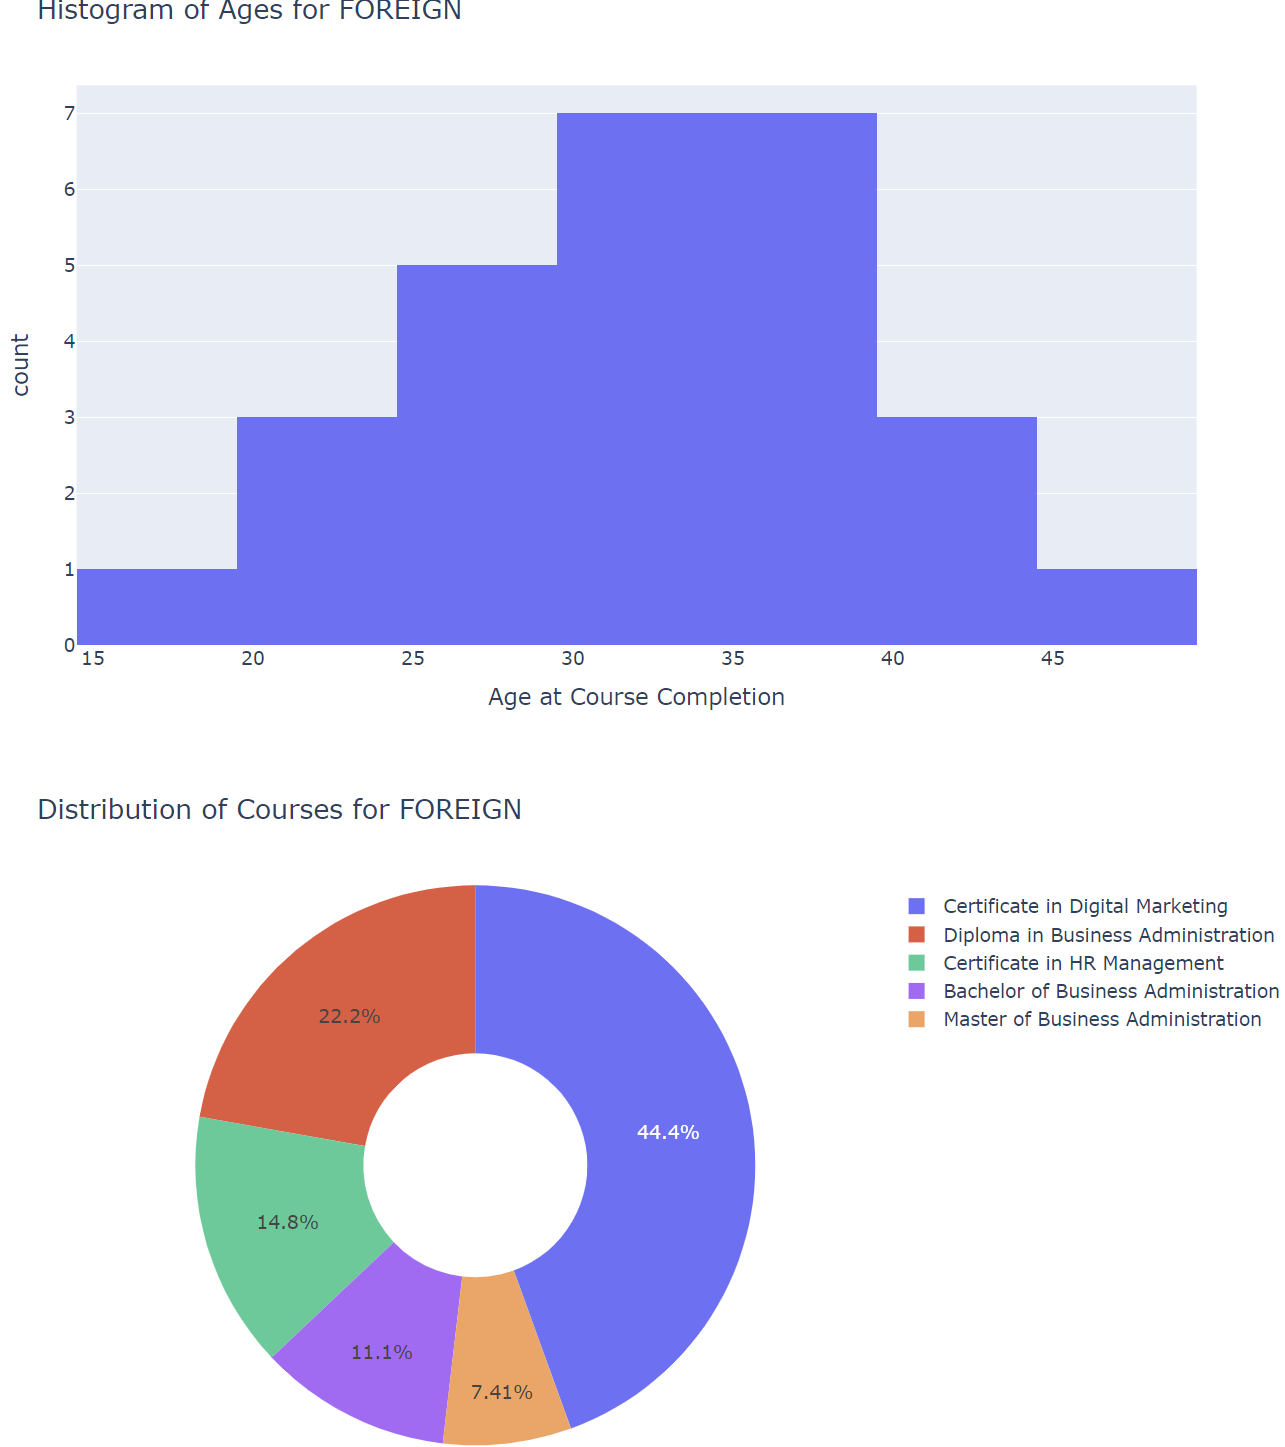 Histogram of Ages for FOREIGN
7
6
5
4
3
2
1
0
count
15 20 25 30 35 40 45
Age at Course Completion
Distribution of Courses for FOREIGN
Certificate in Digital Marketing
Diploma in Business Administration
Certificate in HR Management
Bachelor of Business Administration
Master of Business Administration
22.2%
44.4%
14.8%
11.1%
7.41%